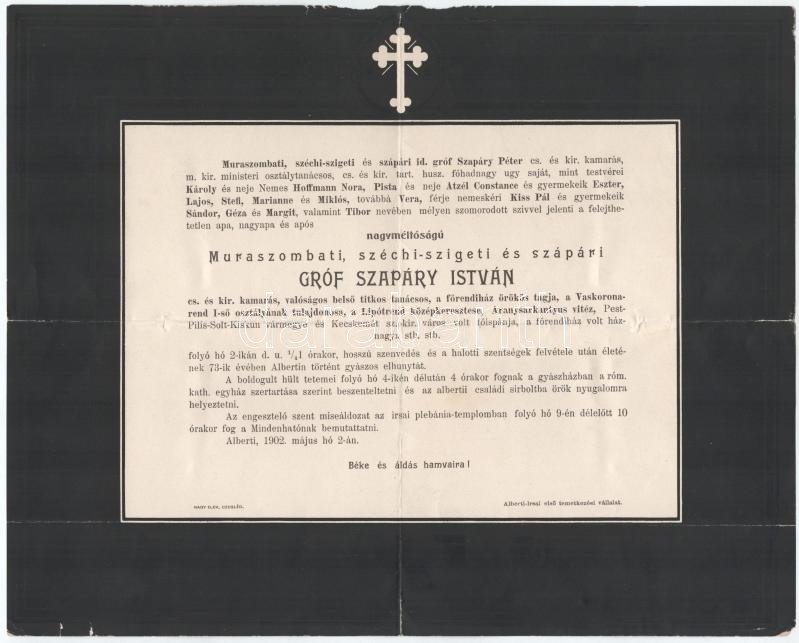 Muraszombati, széchi-szigeti és szápári id. gróf Szapáry Péter cs. és kir. kamarás,
m. kir. ministeri osztálytanácsos, cs. és kir. tart. husz. főhadnagy ugy saját, mint testvérei
Károly és neje Nemes Hoffmann Nora, Pista és neje Atzél Constance és gyermekeik Eszter,
Lajos, Stefi, Marianne és Miklós, továbbá Vera, férje nemeskéri Kiss Pál és gyermekeik
Sándor, Géza és Margit, valamint Tibor nevében mélyen szomorodott szivvel jelenti a felejthe-
tetlen apa, nagyapa és após
nagyméltóságú
Muraszombati, széchi-szigeti és szápári
GRÓF SZAPÁRY ISTVÁN
cs. és kir. kamarás, valóságos belső titkos tanácsos, a főrendiház örökös tagja, a Vaskorona-
rend I-ső osztályának tulajdonosa, a Lipótrend középkeresztese, Aranysarkantyus vitéz, Pest-
Pilis-Solt-Kiskun vármegye és Kecskemét sz. kir. város volt főispánja, a főrendiház volt ház-
nagya stb. stb.
folyó hó 2-ikán d. u. ¼1 órakor, hosszú szenvedés és a halotti szentségek felvétele után életé-
nek 73-ik évében Albertin történt gyászos elhunytát.
A boldogult hült tetemei folyó hó 4-ikén délután 4 órakor fognak a gyászházban a róm.
kath. egyház szertartása szerint beszenteltetni és az albertii családi sirboltba örök nyugalomra
helyeztetni.
Az engesztelő szent miseáldozat az irsai plebánia-templomban folyó hó 9-én délelőtt 10
órakor fog a Mindenhatónak bemutattatni.
Alberti, 1902. május hó 2-án.
Béke és áldás hamvaira!
NAGY ELEK, CZEGLÉD.
Alberti-irsai első temetkezési vállalat.
darabanth